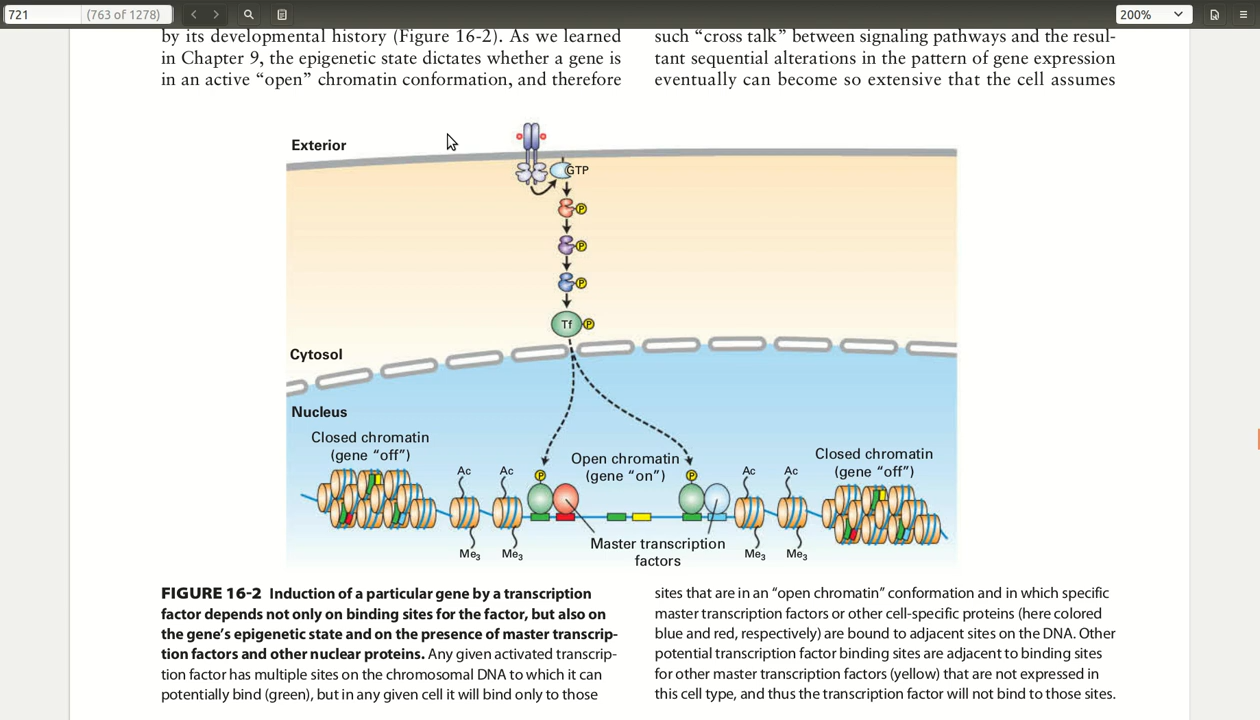 721 (763 of 1278) 200%
by its developmental history (Figure 16-2). As we learned
in Chapter 9, the epigenetic state dictates whether a gene is
in an active “open” chromatin conformation, and therefore
such “cross talk” between signaling pathways and the resul-
tant sequential alterations in the pattern of gene expression
eventually can become so extensive that the cell assumes
Exterior
GTP
P
P
P
Tf P
Cytosol
Nucleus
Closed chromatin
(gene “off”)
Ac
Ac
P
Open chromatin
(gene “on”)
P
Ac
Ac
Closed chromatin
(gene “off”)
Me3
Me3
Master transcription
factors
Me3
Me3
FIGURE 16-2 Induction of a particular gene by a transcription
factor depends not only on binding sites for the factor, but also on
the gene’s epigenetic state and on the presence of master transcrip-
tion factors and other nuclear proteins. Any given activated transcrip-
tion factor has multiple sites on the chromosomal DNA to which it can
potentially bind (green), but in any given cell it will bind only to those
sites that are in an “open chromatin” conformation and in which specific
master transcription factors or other cell-specific proteins (here colored
blue and red, respectively) are bound to adjacent sites on the DNA. Other
potential transcription factor binding sites are adjacent to binding sites
for other master transcription factors (yellow) that are not expressed in
this cell type, and thus the transcription factor will not bind to those sites.